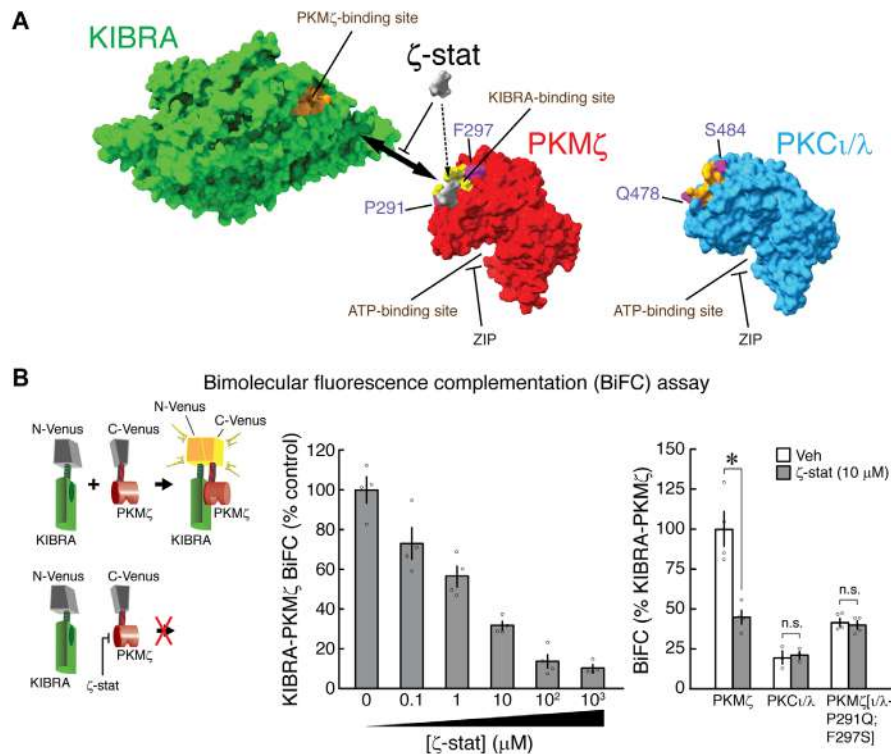 A
KIBRA
PKMζ-binding site
ζ-stat
KIBRA-binding site
F297
PKMζ
P291
S484
PKCι/λ
Q478
ATP-binding site
ZIP
ATP-binding site
ZIP
B
Bimolecular fluorescence complementation (BiFC) assay
N-Venus
C-Venus
N-Venus
C-Venus
+
PKMζ
KIBRA
PKMζ
KIBRA
N-Venus
C-Venus
PKMζ
KIBRA
ζ-stat
KIBRA-PKMζ BiFC (% control)
120
100
80
60
40
20
0
0 0.1 1 10 10² 10³
[ζ-stat] (μM)
BiFC (% KIBRA-PKMζ)
150
125
100
75
50
25
0
Veh
ζ-stat (10 μM)
*
n.s.
n.s.
PKMζ PKCι/λ PKMζ[ι/λ-
P291Q;
F297S]